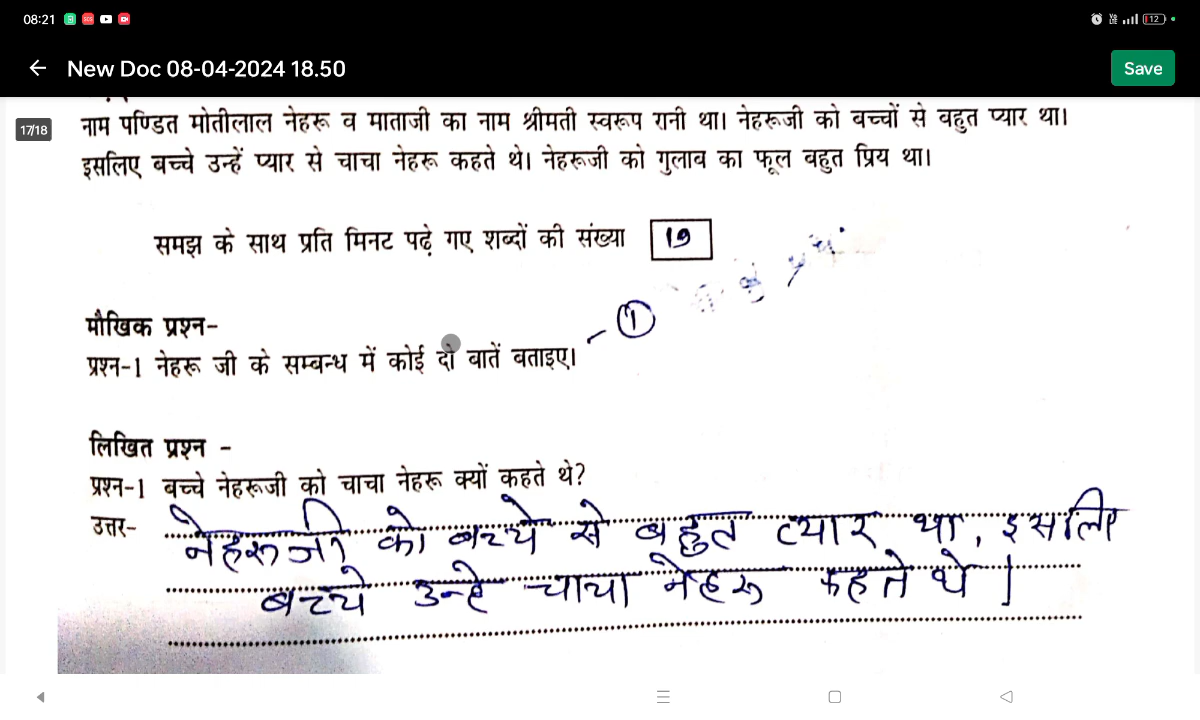 08:21
12
New Doc 08-04-2024 18.50
Save
17/18
नाम पण्डित मोतीलाल नेहरू व माताजी का नाम श्रीमती स्वरूप रानी था। नेहरूजी को बच्चों से बहुत प्यार था।
इसलिए बच्चे उन्हें प्यार से चाचा नेहरू कहते थे। नेहरूजी को गुलाब का फूल बहुत प्रिय था।
समझ के साथ प्रति मिनट पढ़े गए शब्दों की संख्या 19
मौखिक प्रश्न-
प्रश्न-1 नेहरू जी के सम्बन्ध में कोई दो बातें बताइए। - 1
लिखित प्रश्न -
प्रश्न-1 बच्चे नेहरूजी को चाचा नेहरू क्यों कहते थे?
उत्तर- नेहरूजी को बच्चे से बहुत प्यार था, इसलिए
बच्चे उन्हे चाचा नेहरू कहते थे |